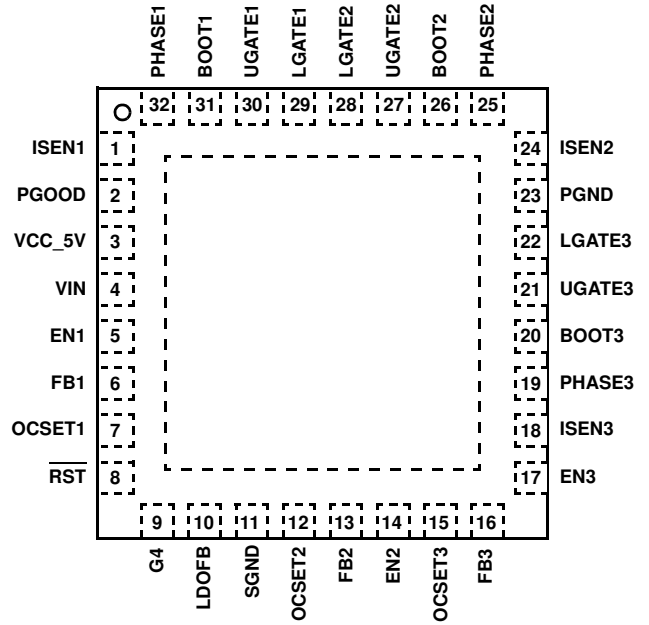 PHASE1
BOOT1
UGATE1
LGATE1
LGATE2
UGATE2
BOOT2
PHASE2
32
31
30
29
28
27
26
25
ISEN1 1
PGOOD 2
VCC_5V 3
VIN 4
EN1 5
FB1 6
OCSET1 7
RST 8
24 ISEN2
23 PGND
22 LGATE3
21 UGATE3
20 BOOT3
19 PHASE3
18 ISEN3
17 EN3
9
10
11
12
13
14
15
16
G4
LDOFB
SGND
OCSET2
FB2
EN2
OCSET3
FB3